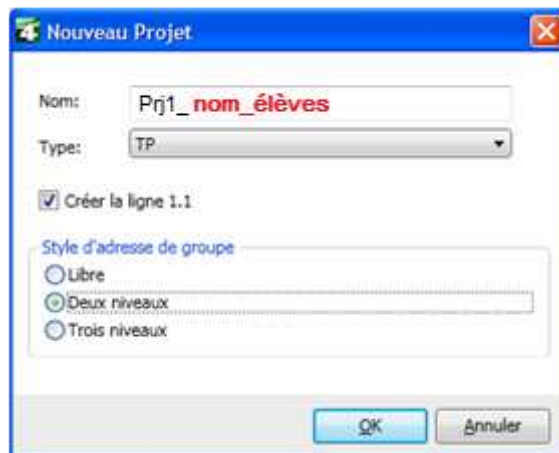 4 Nouveau Projet
Nom: Prj1_nom_élèves
Type: TP
Créer la ligne 1.1
Style d'adresse de groupe
Libre
Deux niveaux
Trois niveaux
OK Annuler